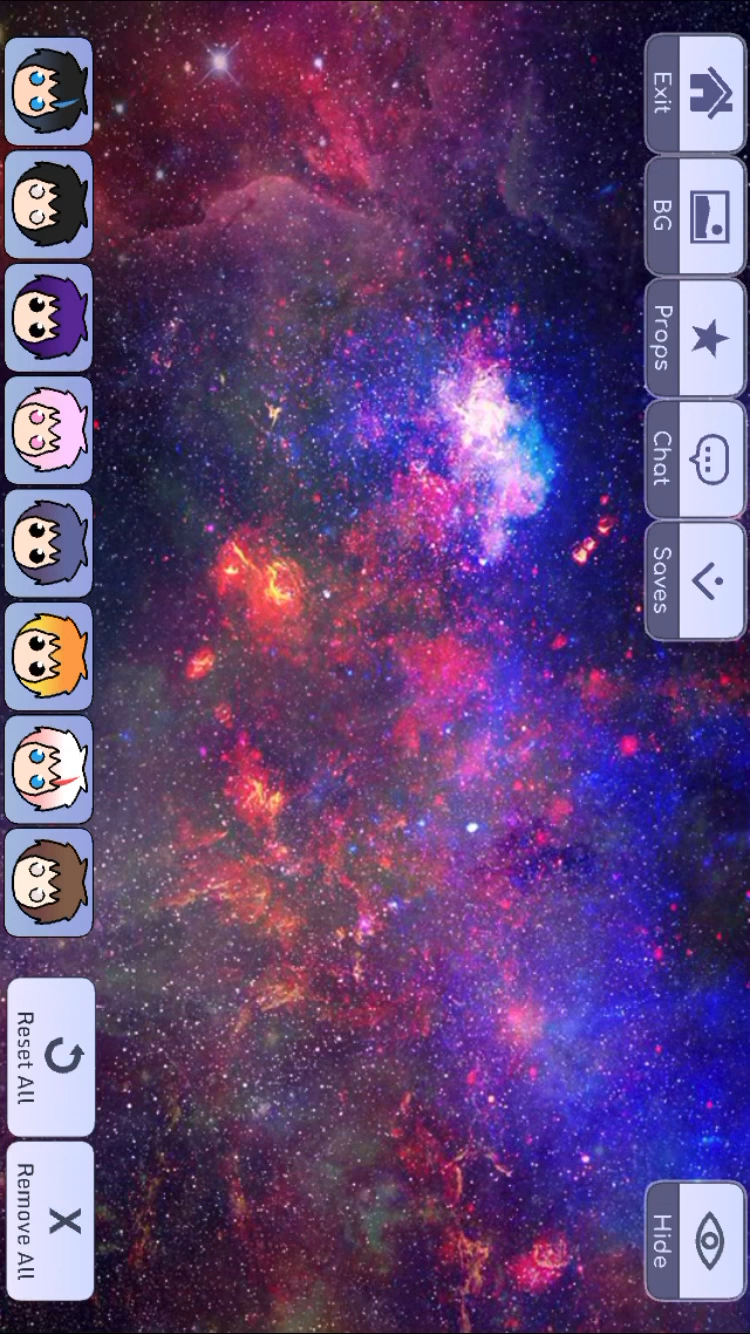 Exit
BG
Props
Chat
Saves
Hide
Reset All
Remove All